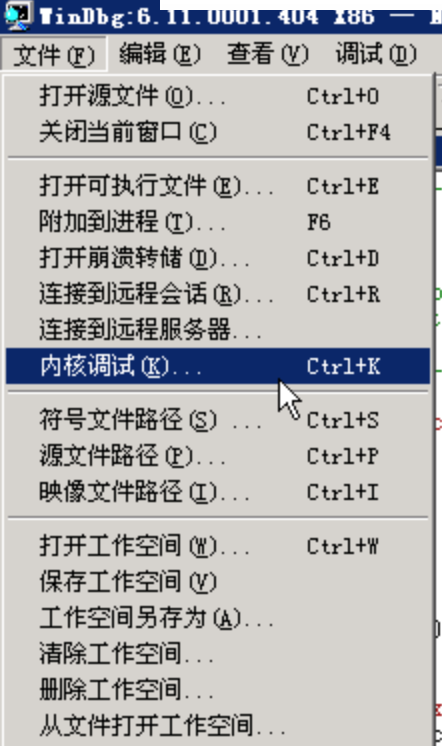 WinDbg:6.11.0001.404 X86 —
文件(F) 编辑(E) 查看(V) 调试(D)
打开源文件(O)... Ctrl+O
关闭当前窗口(C) Ctrl+F4
打开可执行文件(E)... Ctrl+E
附加到进程(T)... F6
打开崩溃转储(D)... Ctrl+D
连接到远程会话(R)... Ctrl+R
连接到远程服务器...
内核调试(K)... Ctrl+K
符号文件路径(S) ... Ctrl+S
源文件路径(P)... Ctrl+P
映像文件路径(I)... Ctrl+I
打开工作空间(W)... Ctrl+W
保存工作空间(V)
工作空间另存为(A)...
清除工作空间...
删除工作空间...
从文件打开工作空间...